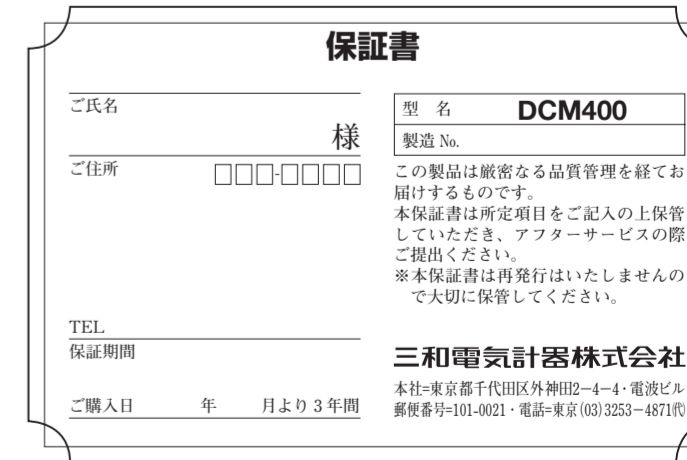 保証書
ご氏名
様
ご住所
□□□-□□□□
TEL
保証期間
ご購入日 年 月より3年間
型 名 DCM400
製造 No.
この製品は厳密なる品質管理を経てお
届けするものです。
本保証書は所定項目をご記入の上保管
していただき、アフターサービスの際
ご提出ください。
※本保証書は再発行はいたしませんの
で大切に保管してください。
三和電気計器株式会社
本社=東京都千代田区外神田2-4-4・電波ビル
郵便番号=101-0021・電話=東京(03)3253-4871㈹